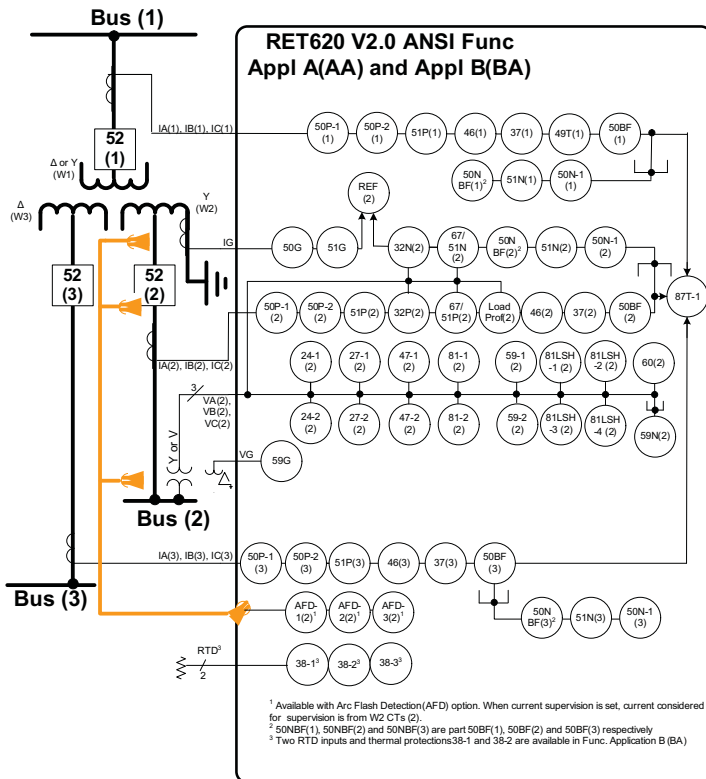 Bus (1)
RET620 V2.0 ANSI Func
Appl A(AA) and Appl B(BA)
IA(1), IB(1), IC(1)
50P-1 (1)
50P-2 (1)
51P(1)
46(1)
37(1)
49T(1)
50BF (1)
52 (1)
Δ or Y (W1)
50N BF(1)²
51N(1)
50N-1 (1)
REF (2)
Δ (W3)
Y (W2)
IG
50G
51G
32N(2)
67/ 51N (2)
50N BF(2)²
51N(2)
50N-1 (2)
52 (3)
52 (2)
87T-1
50P-1 (2)
50P-2 (2)
51P(2)
32P(2)
67/ 51P(2)
Load Prof(2)
46(2)
37(2)
50BF (2)
IA(2), IB(2), IC(2)
24-1 (2)
27-1 (2)
47-1 (2)
81-1 (2)
59-1 (2)
81LSH -1 (2)
81LSH -2 (2)
60(2)
3
VA(2), VB(2), VC(2)
24-2 (2)
27-2 (2)
47-2 (2)
81-2 (2)
59-2 (2)
81LSH -3 (2)
81LSH -4 (2)
59N(2)
Y or V
VG
59G
Δ
Bus (2)
IA(3), IB(3), IC(3)
50P-1 (3)
50P-2 (3)
51P(3)
46(3)
37(3)
50BF (3)
Bus (3)
AFD- 1(2)¹
AFD- 2(2)¹
AFD- 3(2)¹
50N BF(3)²
51N(3)
50N-1 (3)
RTD³
2
38-1³
38-2³
38-3³
¹ Available with Arc Flash Detection(AFD) option. When current supervision is set, current considered
for supervision is from W2 CTs (2).
² 50NBF(1), 50NBF(2) and 50NBF(3) are part 50BF(1), 50BF(2) and 50BF(3) respectively
³ Two RTD inputs and thermal protections38-1 and 38-2 are available in Func. Application B (BA)